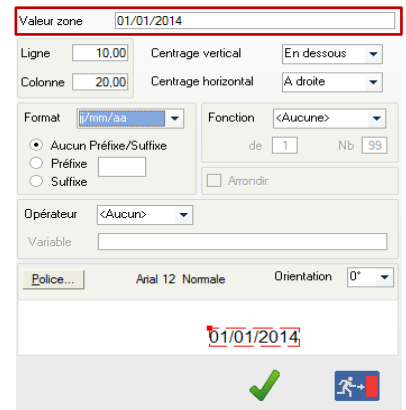 Valeur zone 01/01/2014
Ligne 10,00 Centrage vertical En dessous
Colonne 20,00 Centrage horizontal A droite
Format jj/mm/aa Fonction <Aucune>
Aucun Préfixe/Suffixe de 1 Nb 99
Préfixe
Suffixe Arrondir
Opérateur <Aucun>
Variable
Police... Arial 12 Normale Orientation 0°
01/01/2014